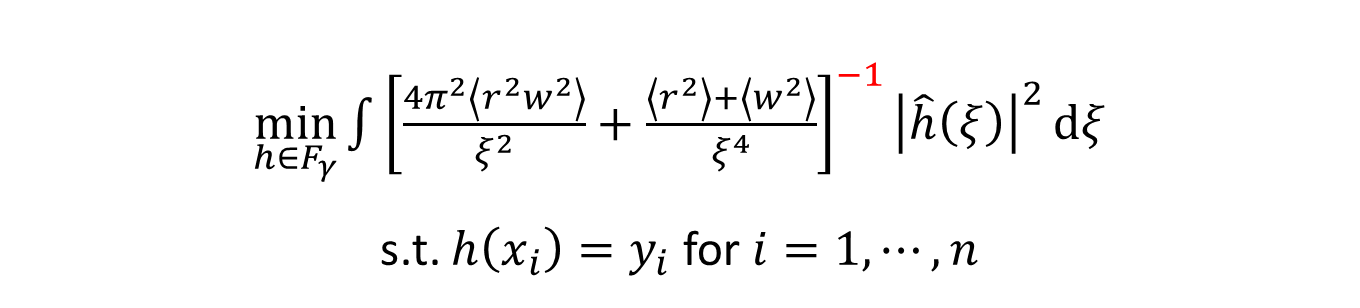 min_{h∈F_γ} ∫ [ 4π²⟨r²w²⟩/ξ² + (⟨r²⟩+⟨w²⟩)/ξ⁴ ]⁻¹ |ĥ(ξ)|² dξ
s.t. h(x_i) = y_i for i = 1, ⋯ , n